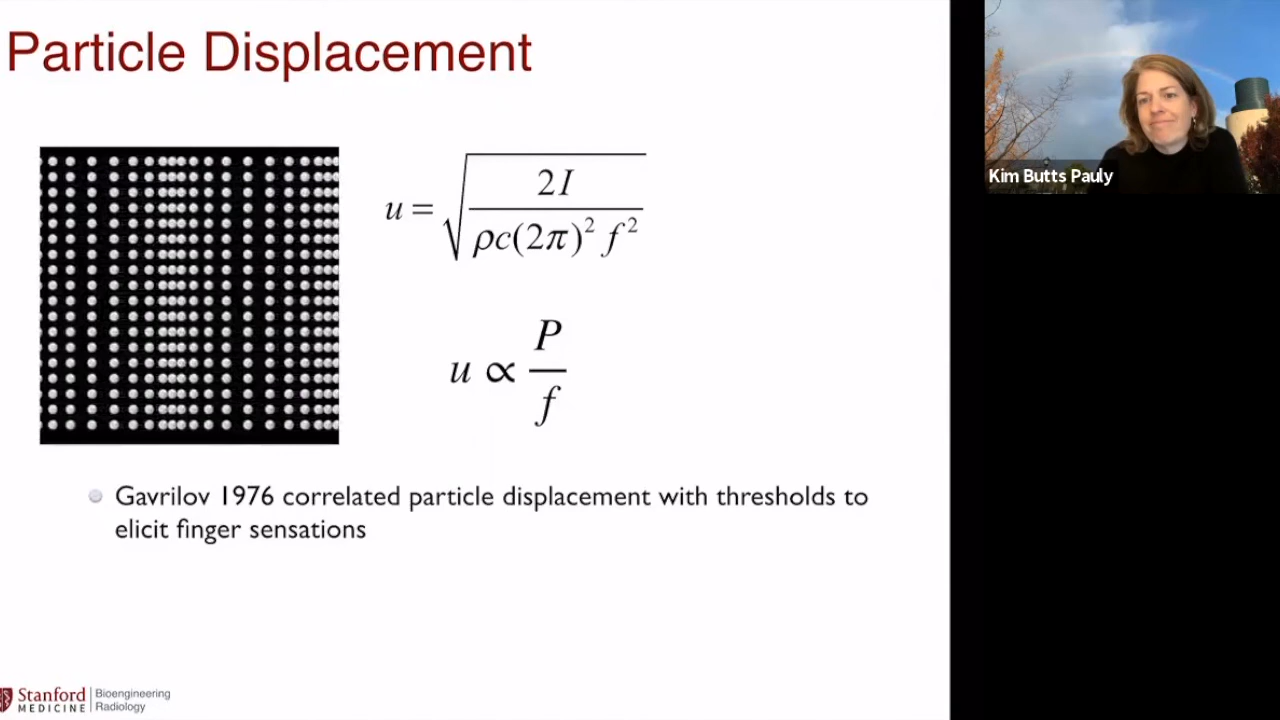 Particle Displacement
u = √(2I / ρc(2π)² f²)
u ∝ P / f
Gavrilov 1976 correlated particle displacement with thresholds to
elicit finger sensations
Stanford MEDICINE
Bioengineering
Radiology
Kim Butts Pauly